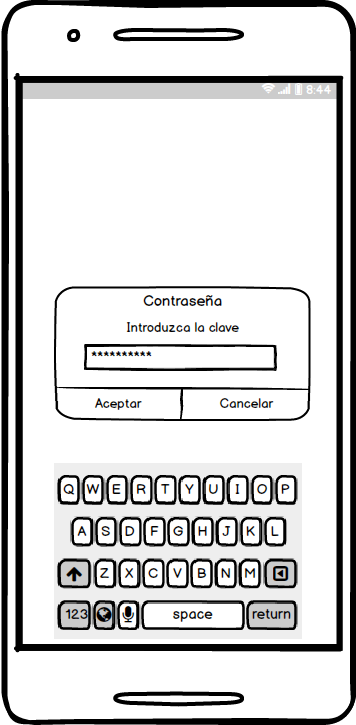 8:44
Contraseña
Introduzca la clave
**********
Aceptar Cancelar
Q W E R T Y U I O P
A S D F G H J K L
Z X C V B N M
123 space return